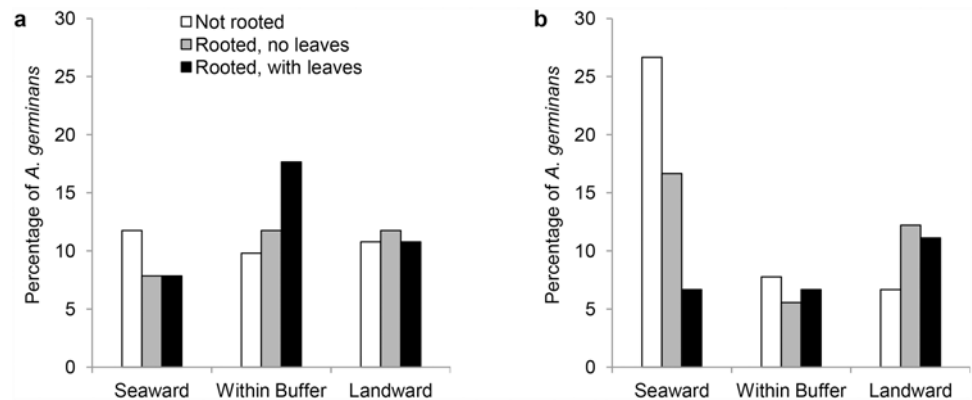 a
Percentage of A. germinans
30
25
20
15
10
5
0
Not rooted
Rooted, no leaves
Rooted, with leaves
Seaward Within Buffer Landward
b
Percentage of A. germinans
30
25
20
15
10
5
0
Seaward Within Buffer Landward